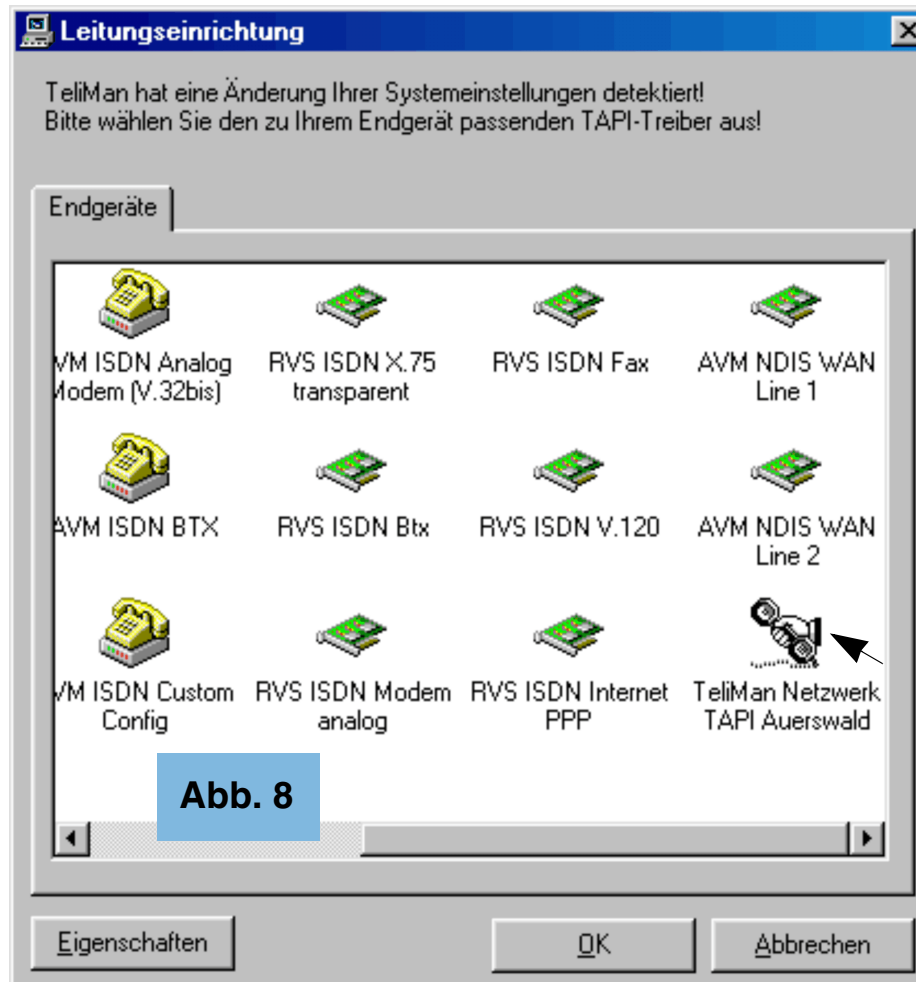 Leitungseinrichtung
TeliMan hat eine Änderung Ihrer Systemeinstellungen detektiert!
Bitte wählen Sie den zu Ihrem Endgerät passenden TAPI-Treiber aus!
Endgeräte
VM ISDN Analog
Modem (V.32bis)
RVS ISDN X.75
transparent
RVS ISDN Fax
AVM NDIS WAN
Line 1
AVM ISDN BTX
RVS ISDN Btx
RVS ISDN V.120
AVM NDIS WAN
Line 2
VM ISDN Custom
Config
RVS ISDN Modem
analog
RVS ISDN Internet
PPP
TeliMan Netzwerk
TAPI Auerswald
Abb. 8
Eigenschaften
OK
Abbrechen